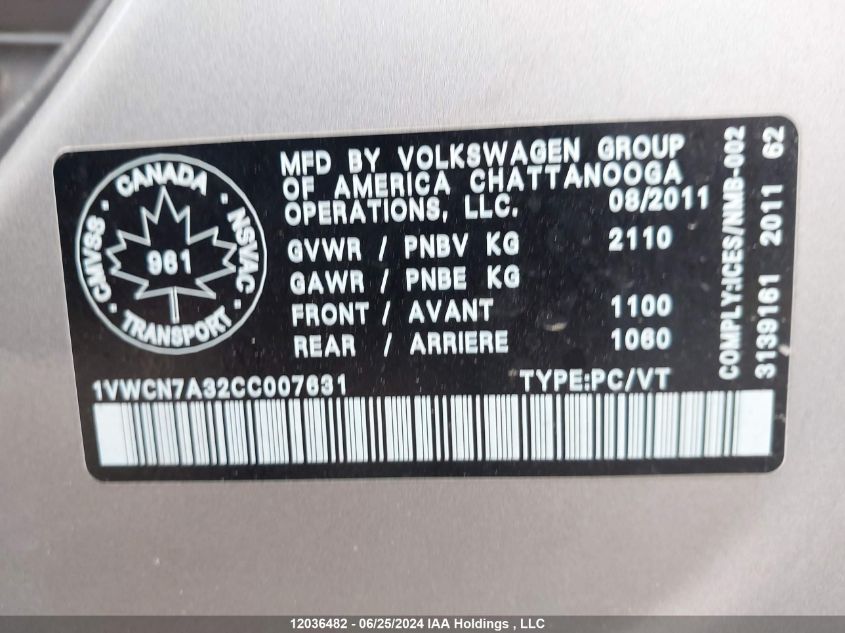 CANADA
CMVSS
NSVAC
961
TRANSPORT
MFD BY VOLKSWAGEN GROUP
OF AMERICA CHATTANOOGA
OPERATIONS, LLC. 08/2011
GVWR / PNBV KG 2110
GAWR / PNBE KG
FRONT / AVANT 1100
REAR / ARRIERE 1060
1VWCN7A32CC007631 TYPE:PC/VT
COMPLY:ICES/NMB-002
3139161 2011 62
12036482 - 06/25/2024 IAA Holdings , LLC